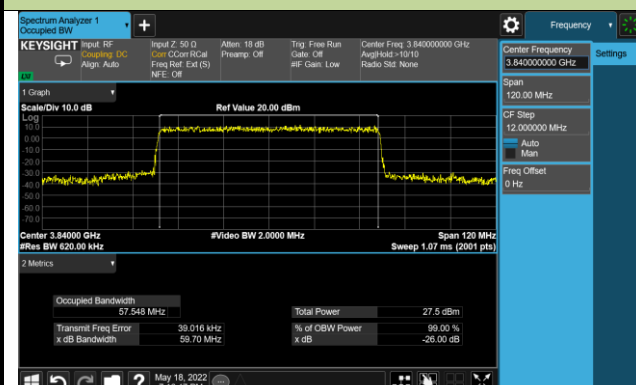 Spectrum Analyzer 1
Occupied BW
Frequency
KEYSIGHT
Input: RF
Coupling: DC
Align: Auto
Input Z: 50 Ω
Corr CCorr RCal
Freq Ref: Ext (S)
NFE: Off
Atten: 18 dB
Preamp: Off
Trig: Free Run
Gate: Off
#IF Gain: Low
Center Freq: 3.840000000 GHz
Avg|Hold:>10/10
Radio Std: None
1 Graph
Scale/Div 10.0 dB
Ref Value 20.00 dBm
Log
10.0
0.00
-10.0
-20.0
-30.0
-40.0
-50.0
-60.0
-70.0
Center 3.84000 GHz
#Video BW 2.0000 MHz
Span 120 MHz
#Res BW 620.00 kHz
Sweep 1.07 ms (2001 pts)
2 Metrics
Occupied Bandwidth
57.548 MHz
Total Power 27.5 dBm
Transmit Freq Error 39.016 kHz
% of OBW Power 99.00 %
x dB Bandwidth 59.70 MHz
x dB -26.00 dB
May 18, 2022
Center Frequency
3.840000000 GHz
Settings
Span
120.00 MHz
CF Step
12.000000 MHz
Auto
Man
Freq Offset
0 Hz